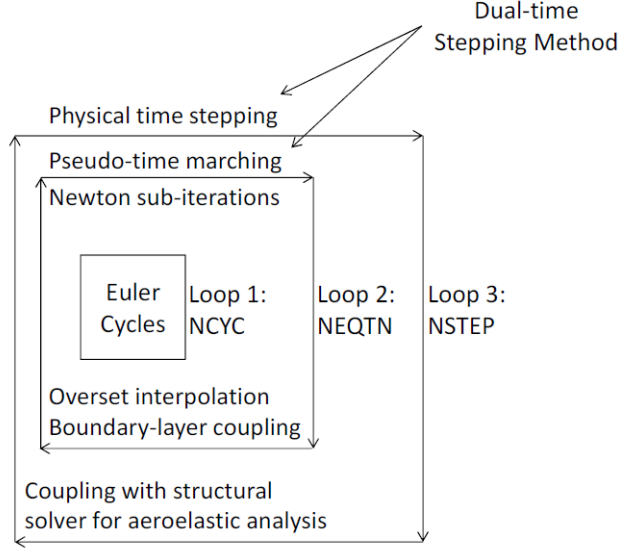 Dual-time
Stepping Method
Physical time stepping
Pseudo-time marching
Newton sub-iterations
Euler
Cycles
Loop 1:
NCYC
Loop 2:
NEQTN
Loop 3:
NSTEP
Overset interpolation
Boundary-layer coupling
Coupling with structural
solver for aeroelastic analysis